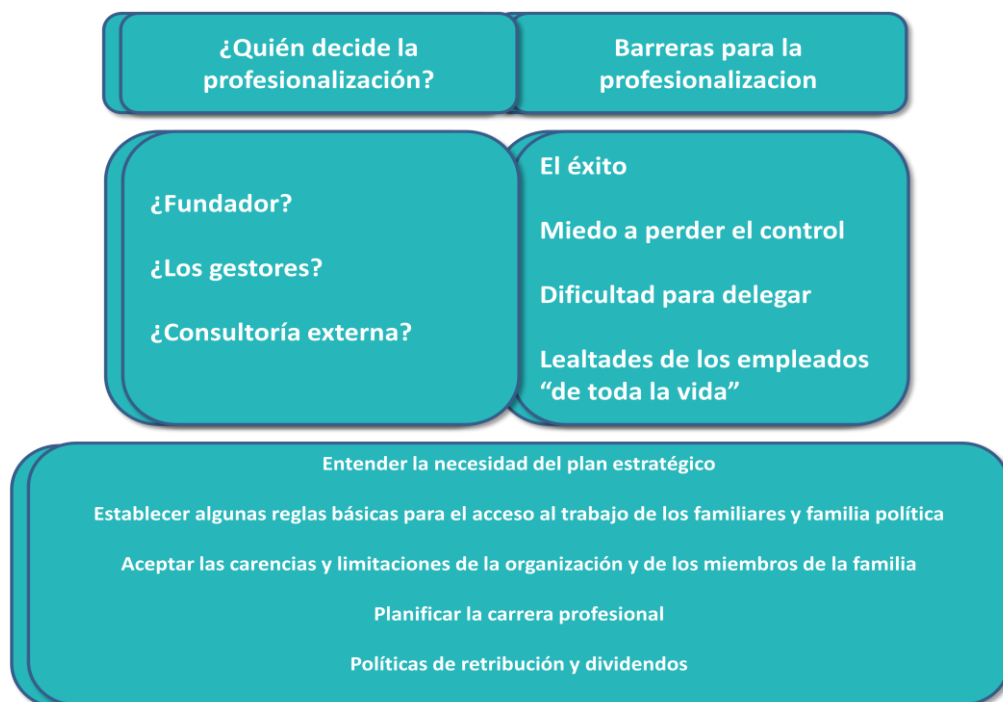 ¿Quién decide la
profesionalización?
Barreras para la
profesionalizacion
¿Fundador?
¿Los gestores?
¿Consultoría externa?
El éxito
Miedo a perder el control
Dificultad para delegar
Lealtades de los empleados
“de toda la vida”
Entender la necesidad del plan estratégico
Establecer algunas reglas básicas para el acceso al trabajo de los familiares y familia política
Aceptar las carencias y limitaciones de la organización y de los miembros de la familia
Planificar la carrera profesional
Políticas de retribución y dividendos